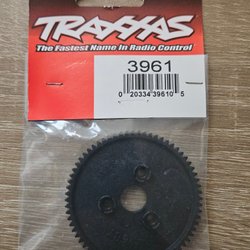 TRAXXAS
The Fastest Name In Radio Control
3961
0 20334 39610 5